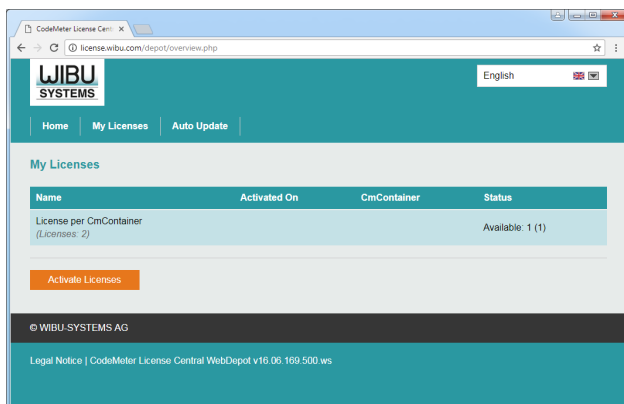 CodeMeter License Centr
license.wibu.com/depot/overview.php
WIBU
SYSTEMS
English
Home My Licenses Auto Update
My Licenses
Name Activated On CmContainer Status
License per CmContainer
(Licenses: 2)
Available: 1 (1)
Activate Licenses
© WIBU-SYSTEMS AG
Legal Notice | CodeMeter License Central WebDepot v16.06.169.500.ws